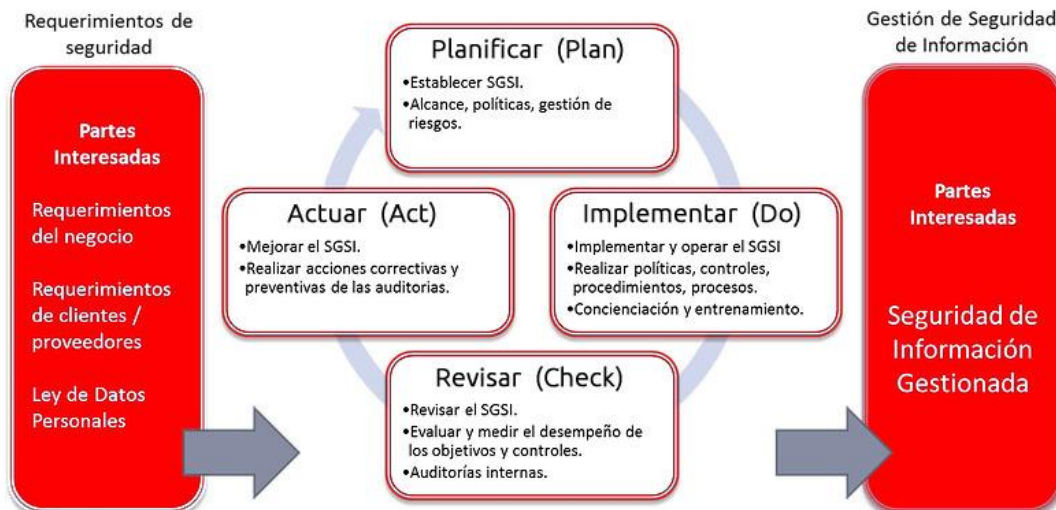 Requerimientos de
seguridad
Partes
Interesadas
Requerimientos
del negocio
Requerimientos
de clientes /
proveedores
Ley de Datos
Personales
Planificar (Plan)
•Establecer SGSI.
•Alcance, políticas, gestión de
riesgos.
Actuar (Act)
•Mejorar el SGSI.
•Realizar acciones correctivas y
preventivas de las auditorias.
Implementar (Do)
•Implementar y operar el SGSI
•Realizar políticas, controles,
procedimientos, procesos.
•Concienciación y entrenamiento.
Revisar (Check)
•Revisar el SGSI.
•Evaluar y medir el desempeño de
los objetivos y controles.
•Auditorías internas.
Gestión de Seguridad
de Información
Partes
Interesadas
Seguridad de
Información
Gestionada